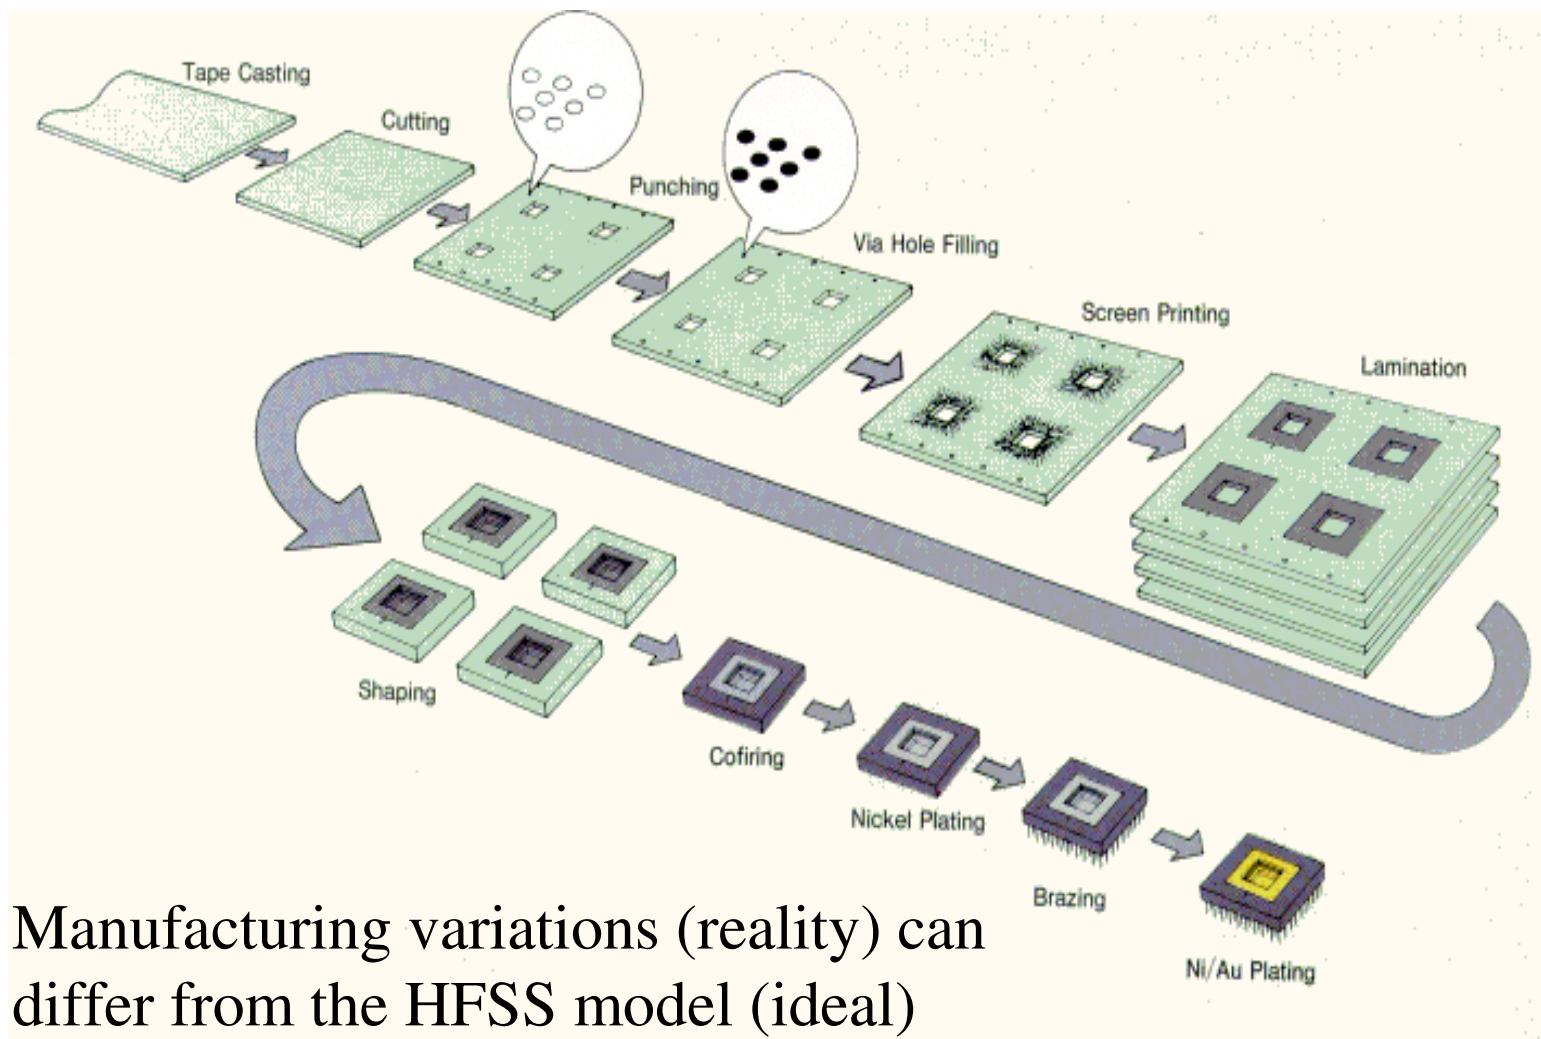 Tape Casting
Cutting
Punching
Via Hole Filling
Screen Printing
Lamination
Shaping
Cofiring
Nickel Plating
Brazing
Ni/Au Plating
Manufacturing variations (reality) can
differ from the HFSS model (ideal)